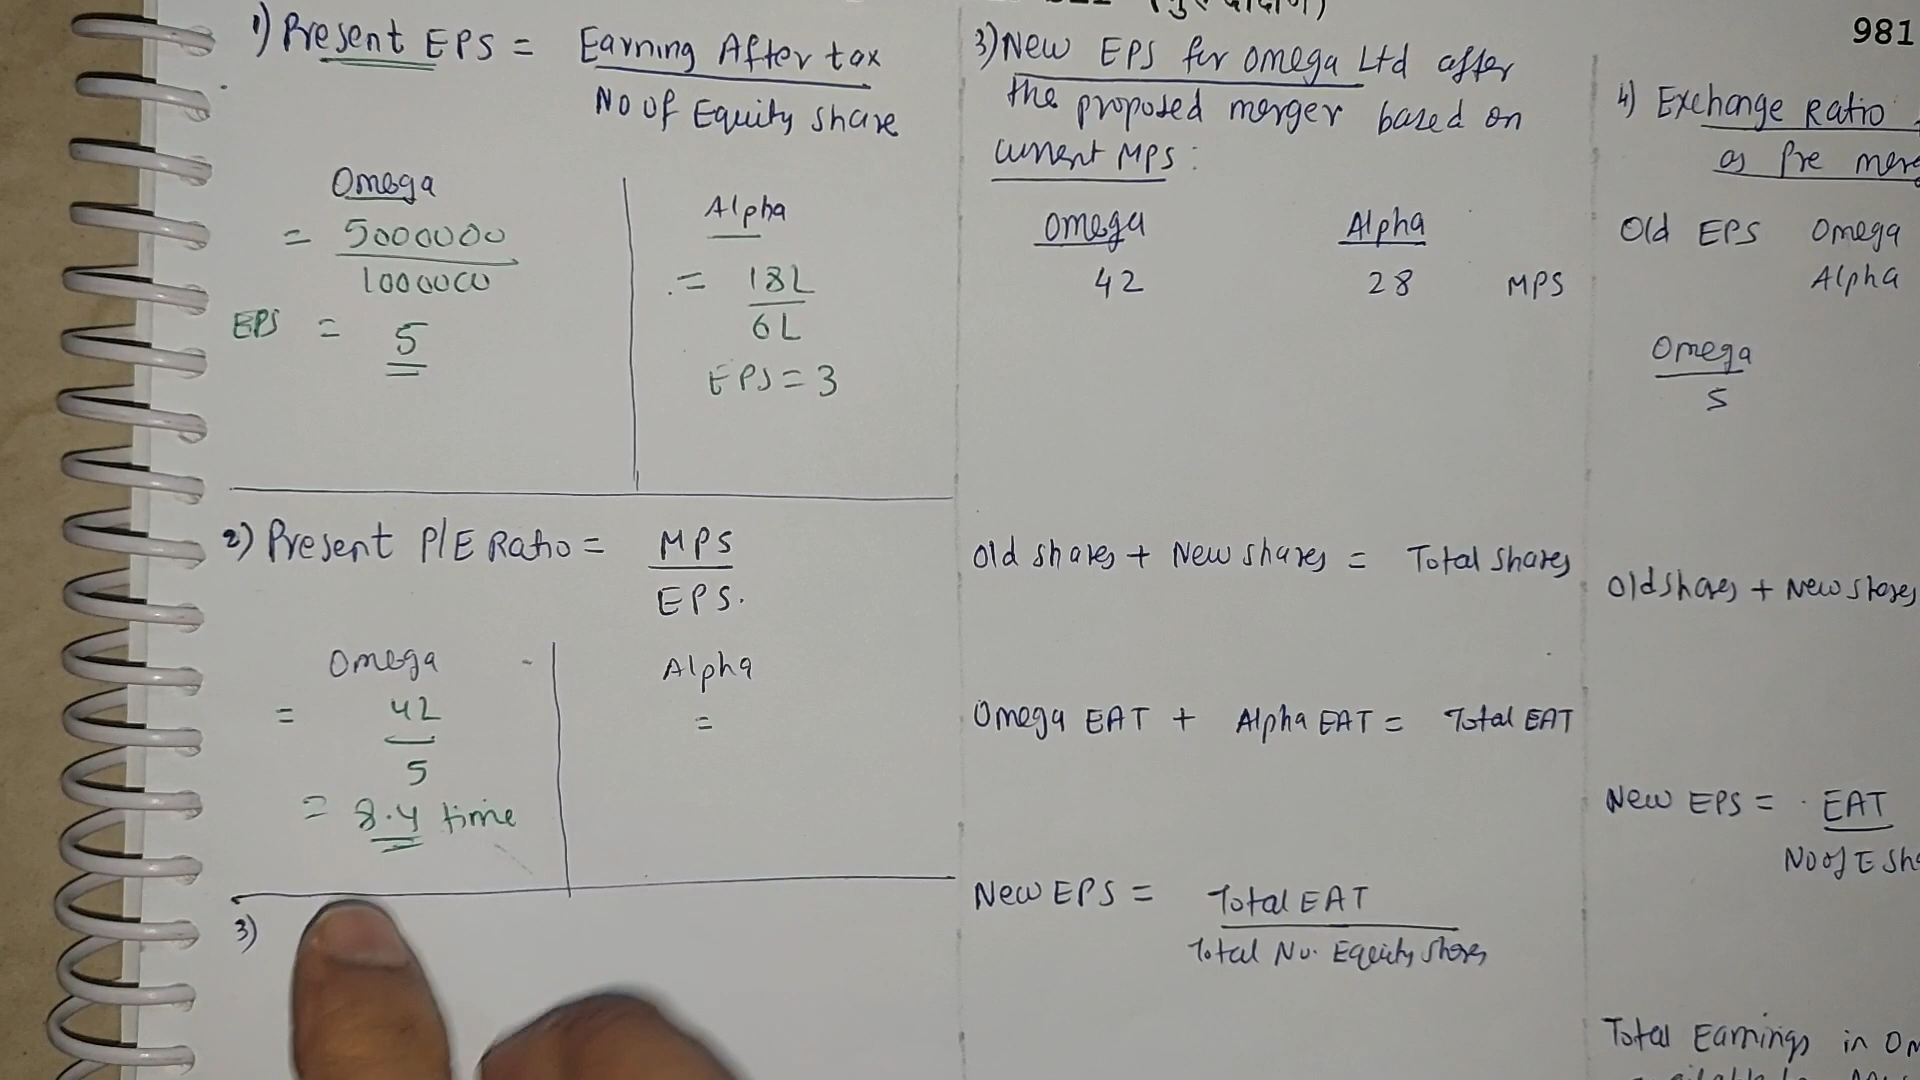 1) Present EPS = Earning After tax
No of Equity share
Omega
= 5000000
1000000
EPS = 5
Alpha
= 18L
6L
EPS = 3
2) Present P/E Ratio = MPS
EPS.
Omega
= 42
5
= 8.4 time
Alpha
=
3)
3) New EPS for Omega Ltd after
the proposed merger based on
current MPS :
Omega Alpha
42 28 MPS
Old shares + New shares = Total shares
Omega EAT + Alpha EAT = Total EAT
New EPS = Total EAT
Total No. Equity shares
981
4) Exchange Ratio
as Pre
Old EPS Omega
Alpha
Omega
5
Old shares + New shares
New EPS = EAT
No of E
Total Earnings in